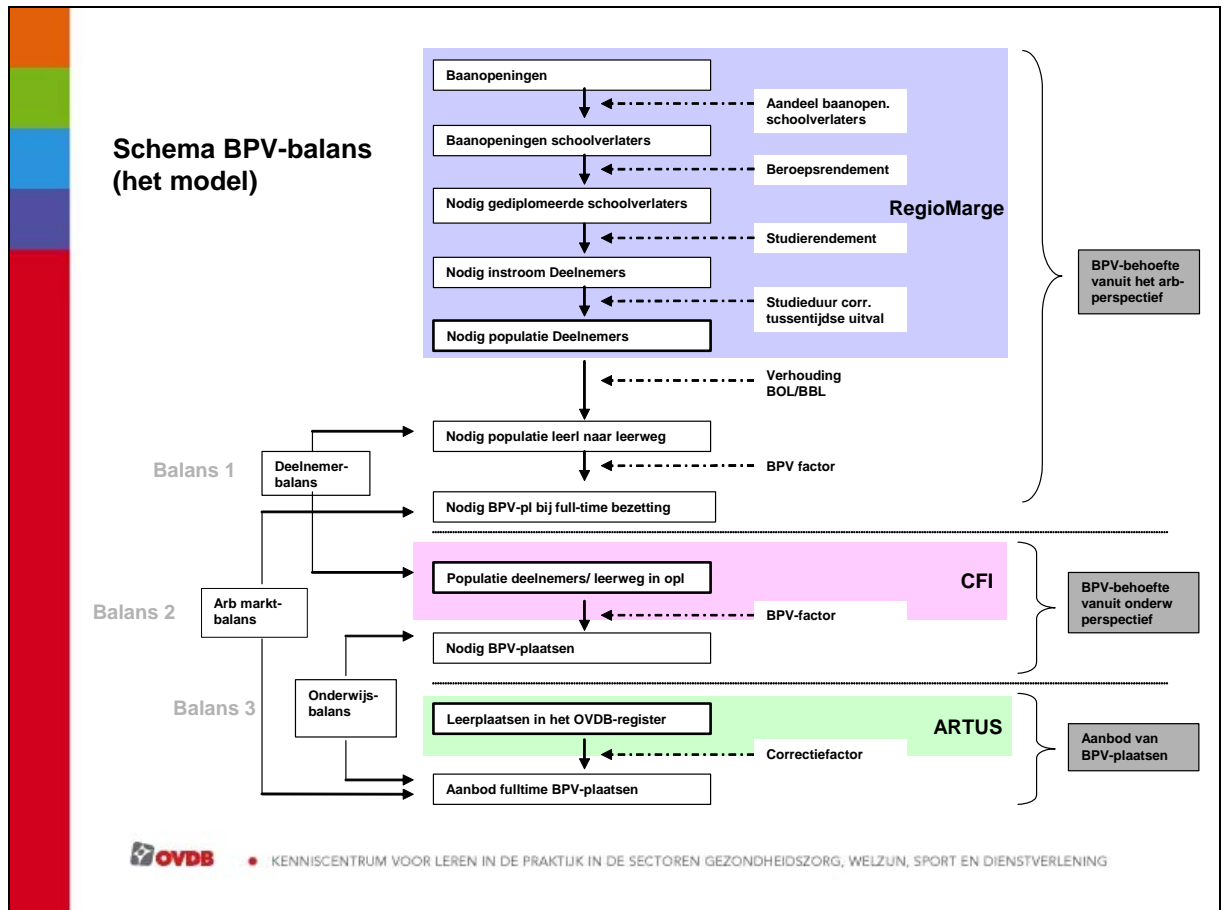 Schema BPV-balans
(het model)
Baanopeningen
Aandeel baanopen.
schoolverlaters
Baanopeningen schoolverlaters
Beroepsrendement
Nodig gediplomeerde schoolverlaters
RegioMarge
Studierendement
Nodig instroom Deelnemers
Studieduur corr.
tussentijdse uitval
Nodig populatie Deelnemers
BPV-behoefte
vanuit het arb-
perspectief
Verhouding
BOL/BBL
Nodig populatie leerl naar leerweg
Balans 1
Deelnemer-
balans
BPV factor
Nodig BPV-pl bij full-time bezetting
Populatie deelnemers/ leerweg in opl
CFI
Balans 2
Arb markt-
balans
BPV-factor
BPV-behoefte
vanuit onderw
perspectief
Nodig BPV-plaatsen
Balans 3
Onderwijs-
balans
Leerplaatsen in het OVDB-register
ARTUS
Correctiefactor
Aanbod van
BPV-plaatsen
Aanbod fulltime BPV-plaatsen
OVDB • KENNISCENTRUM VOOR LEREN IN DE PRAKTIJK IN DE SECTOREN GEZONDHEIDSZORG, WELZIJN, SPORT EN DIENSTVERLENING